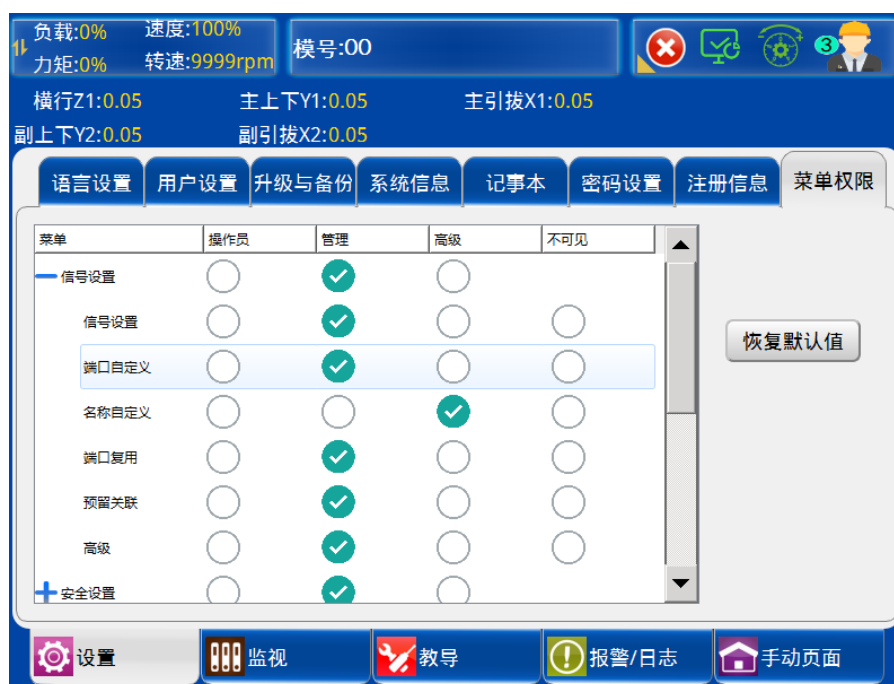 负载:0% 速度:100%
力矩:0% 转速:9999rpm
模号:00
3
横行Z1:0.05 主上下Y1:0.05 主引拔X1:0.05
副上下Y2:0.05 副引拔X2:0.05
语言设置 用户设置 升级与备份 系统信息 记事本 密码设置 注册信息 菜单权限
菜单 操作员 管理 高级 不可见
信号设置
信号设置
端口自定义
名称自定义
端口复用
预留关联
高级
安全设置
恢复默认值
设置 监视 教导 报警/日志 手动页面